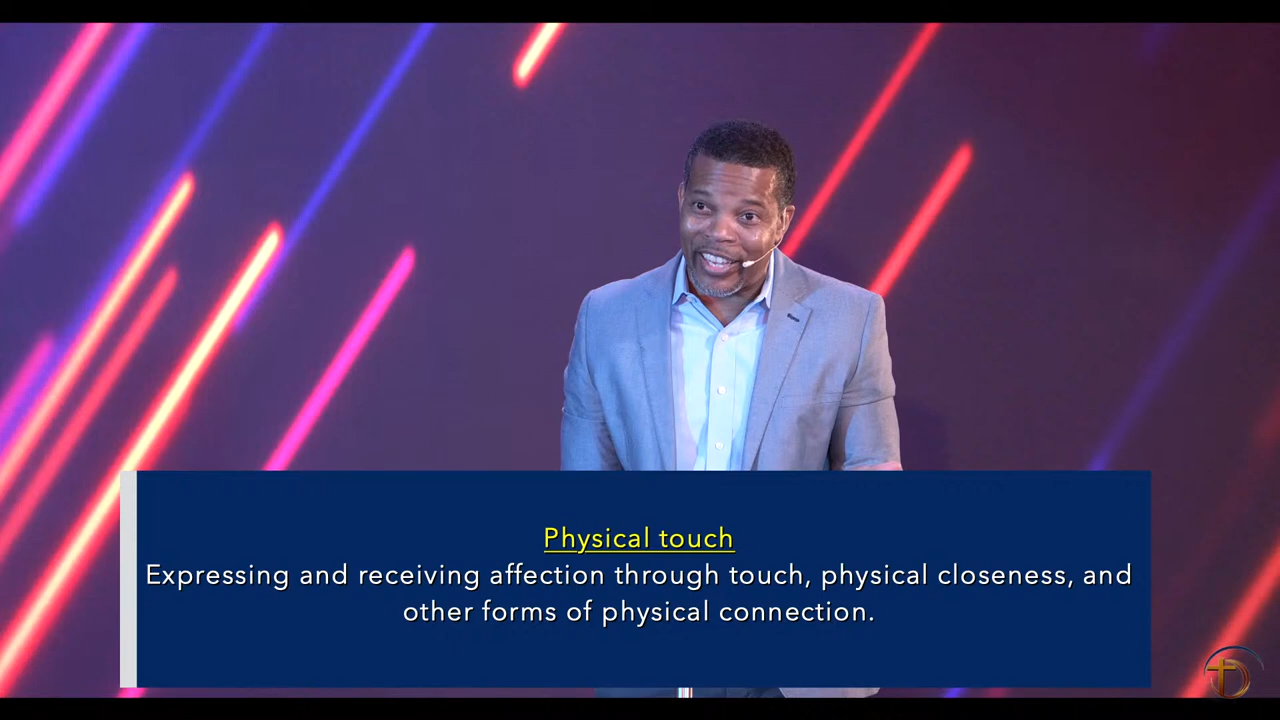 Physical touch
Expressing and receiving affection through touch, physical closeness, and
other forms of physical connection.